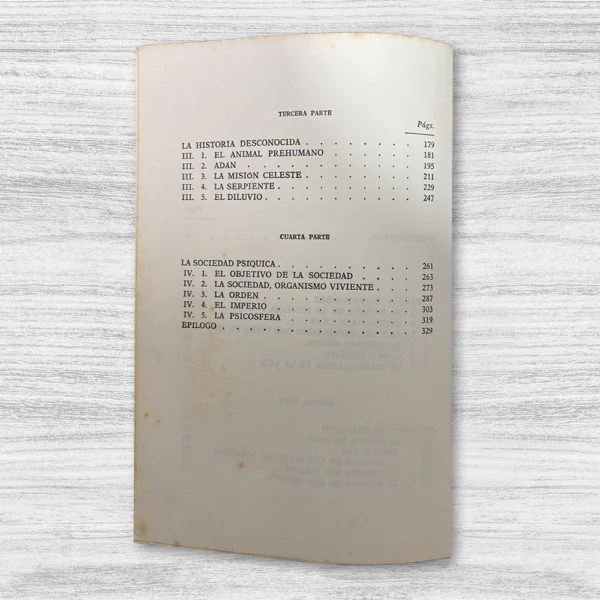 TERCERA PARTE
Págs.
LA HISTORIA DESCONOCIDA . . . . . . . . 179
III. 1. EL ANIMAL PREHUMANO . . . . . . 181
III. 2. ADÁN . . . . . . . . . . . . 195
III. 3. LA MISION CELESTE . . . . . . . . 211
III. 4. LA SERPIENTE . . . . . . . . . 229
III. 5. EL DILUVIO . . . . . . . . . . 247
CUARTA PARTE
LA SOCIEDAD PSIQUICA . . . . . . . . . 261
IV. 1. EL OBJETIVO DE LA SOCIEDAD . . . . 263
IV. 2. LA SOCIEDAD, ORGANISMO VIVIENTE . . . 273
IV. 3. LA ORDEN . . . . . . . . . . 287
IV. 4. EL IMPERIO . . . . . . . . . . 303
IV. 5. LA PSICOSFERA . . . . . . . . . 319
EPILOGO . . . . . . . . . . . . . 329